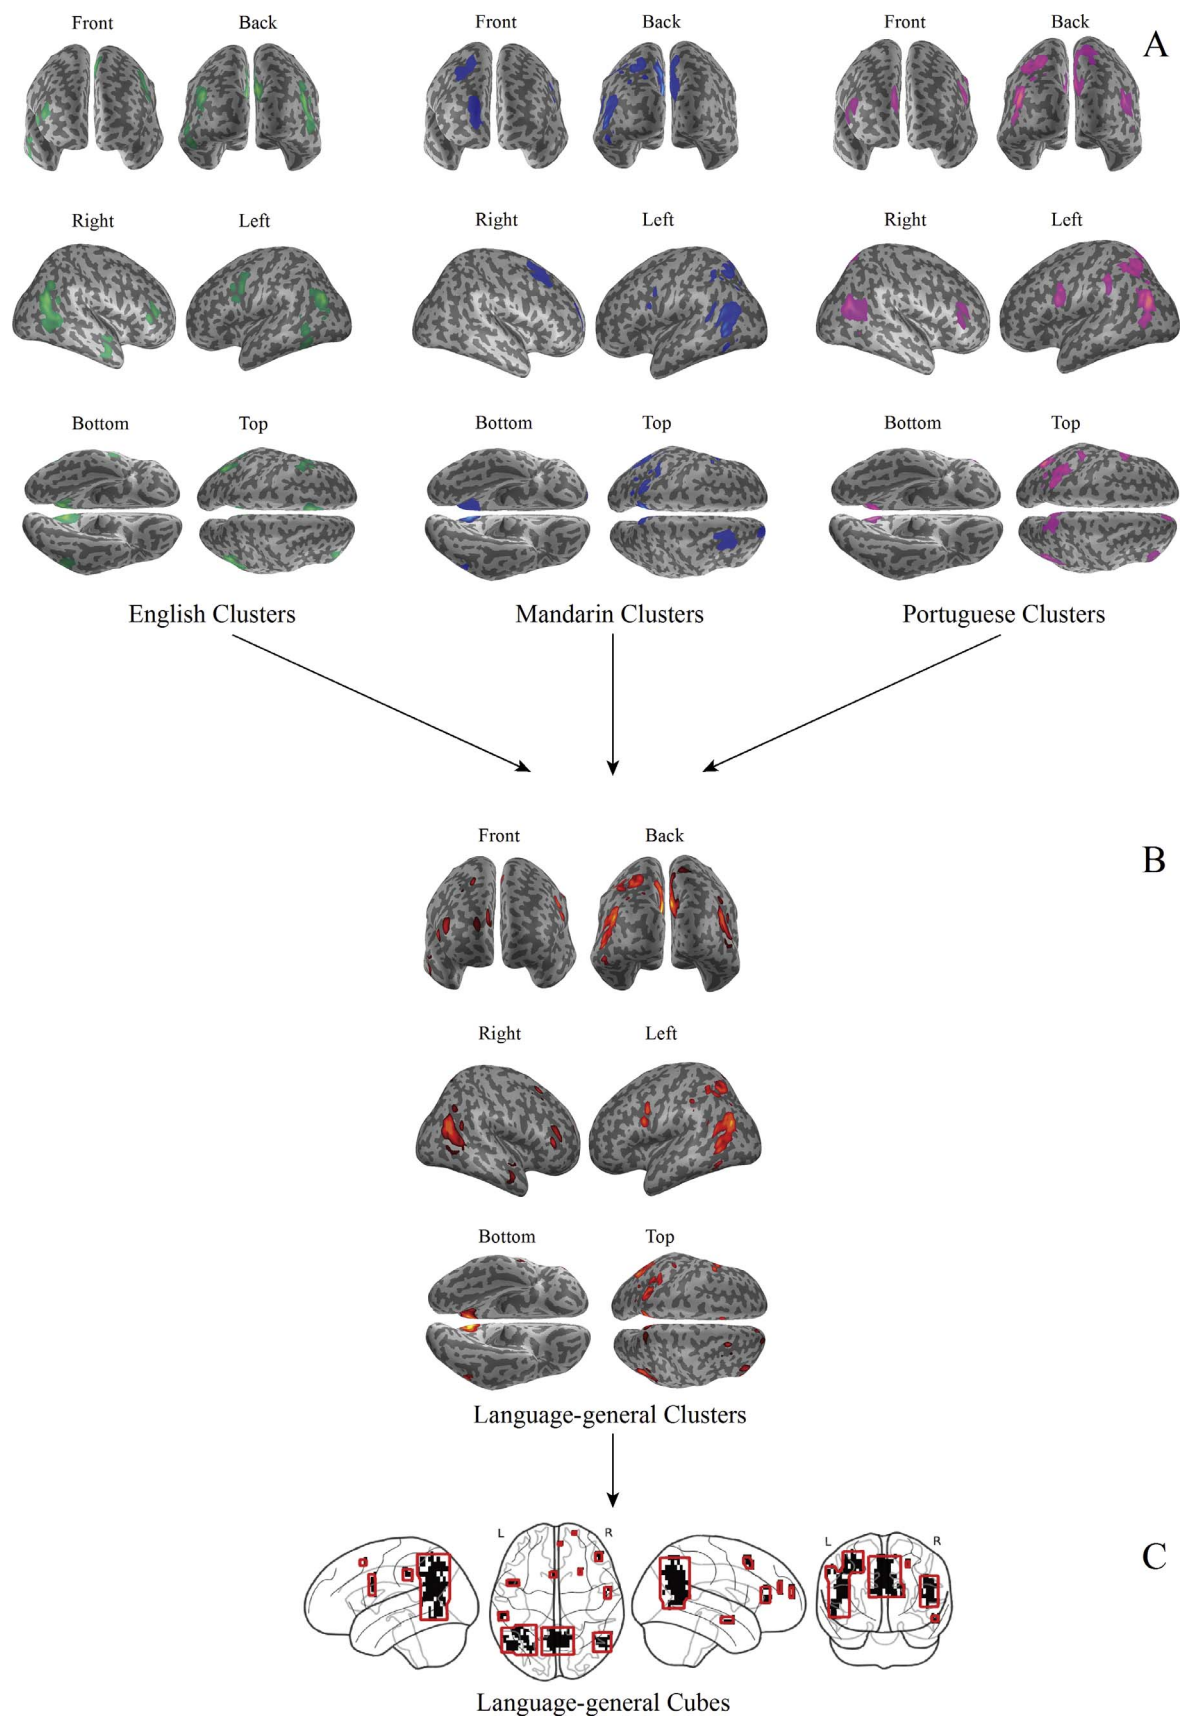 Front Back Front Back Front Back A
Right Left Right Left Right Left
Bottom Top Bottom Top Bottom Top
English Clusters Mandarin Clusters Portuguese Clusters
Front Back B
Right Left
Bottom Top
Language-general Clusters
L R L R C
Language-general Cubes